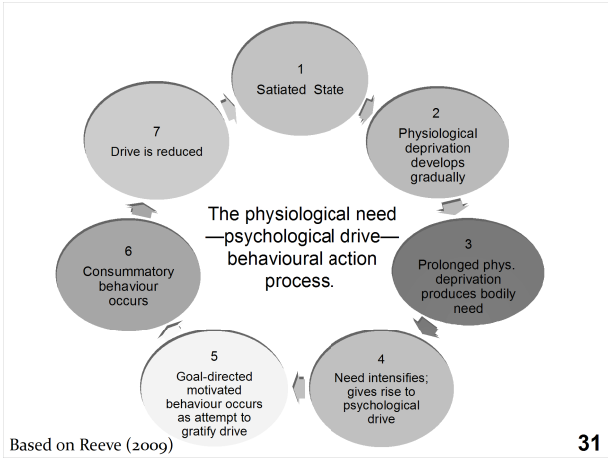 1
Satiated State
2
Physiological
deprivation
develops
gradually
3
Prolonged phys.
deprivation
produces bodily
need
4
Need intensifies;
gives rise to
psychological
drive
5
Goal-directed
motivated
behaviour occurs
as attempt to
gratify drive
6
Consummatory
behaviour
occurs
7
Drive is reduced
The physiological need
—psychological drive—
behavioural action
process.
Based on Reeve (2009)
31